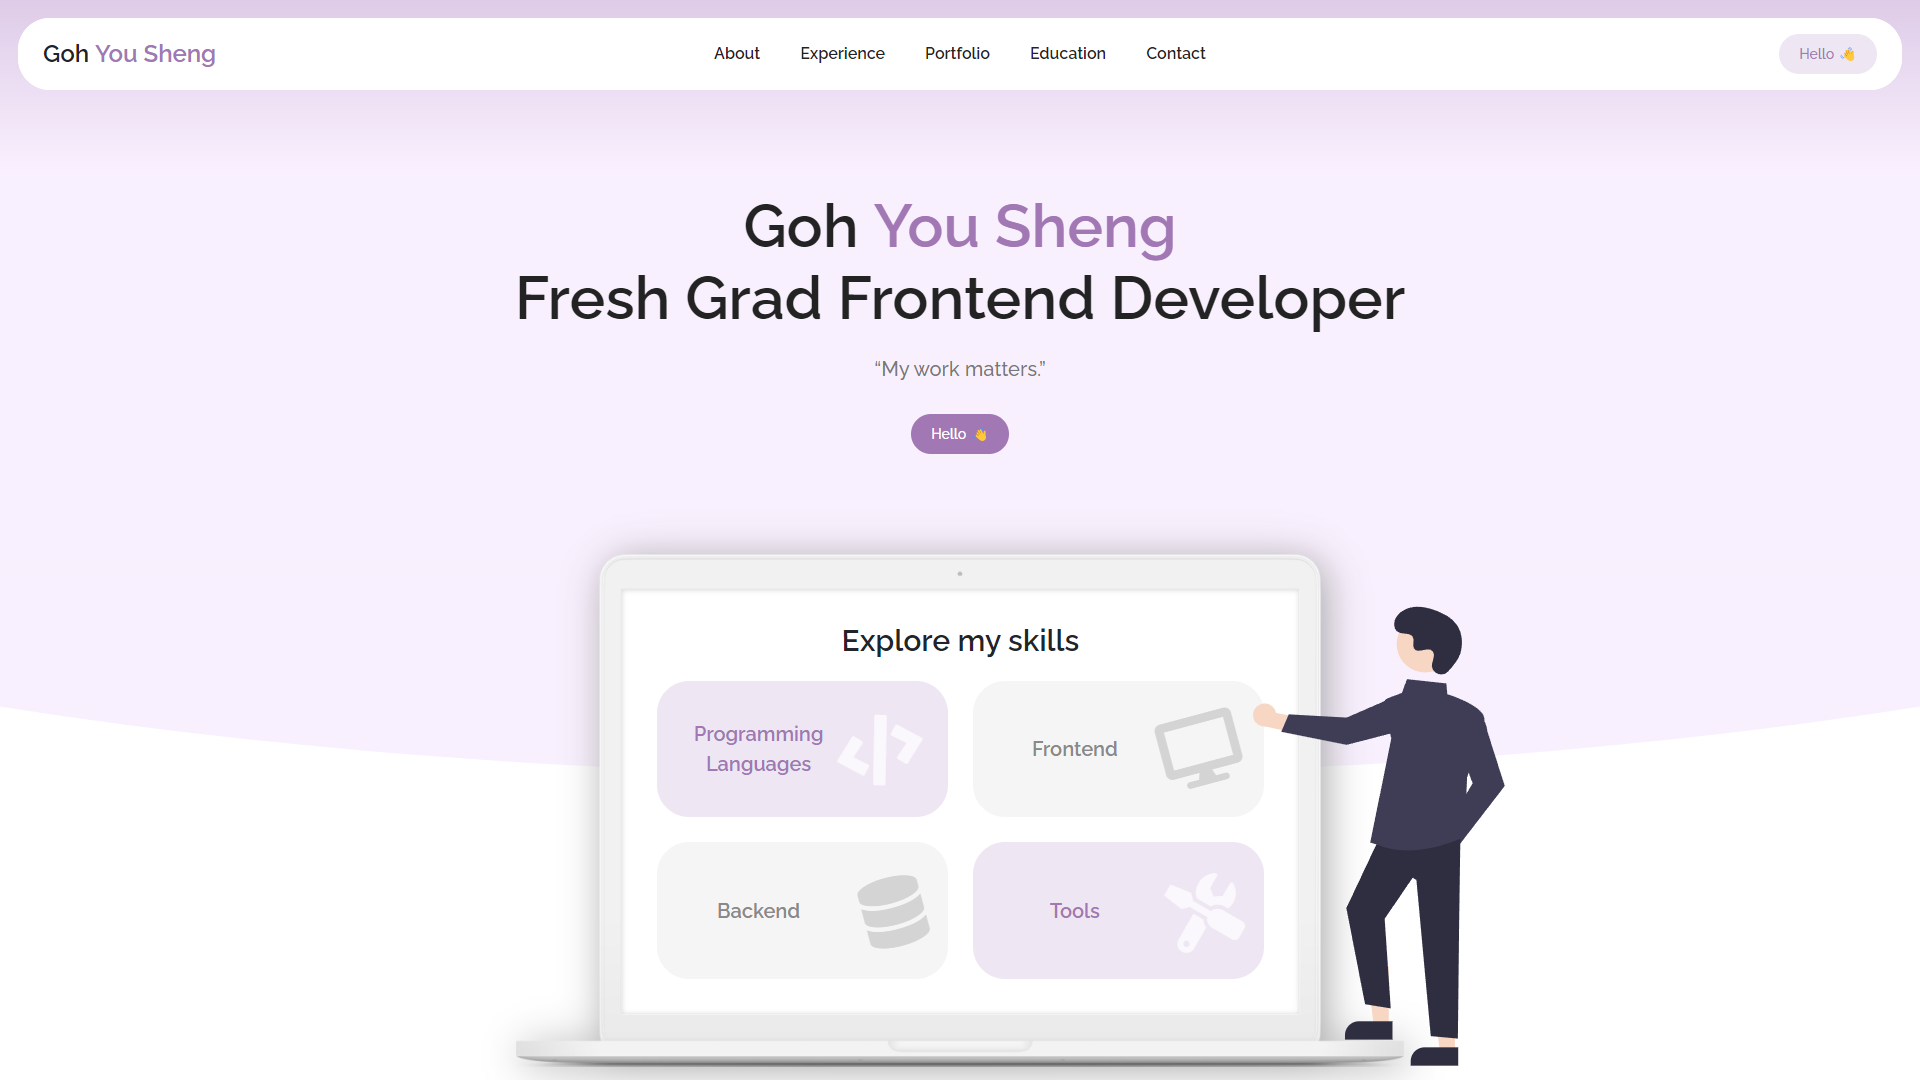 Goh You Sheng
About
Experience
Portfolio
Education
Contact
Hello 👋
Goh You Sheng
Fresh Grad Frontend Developer
“My work matters.”
Hello 👋
Explore my skills
Programming
Languages
Frontend
Backend
Tools